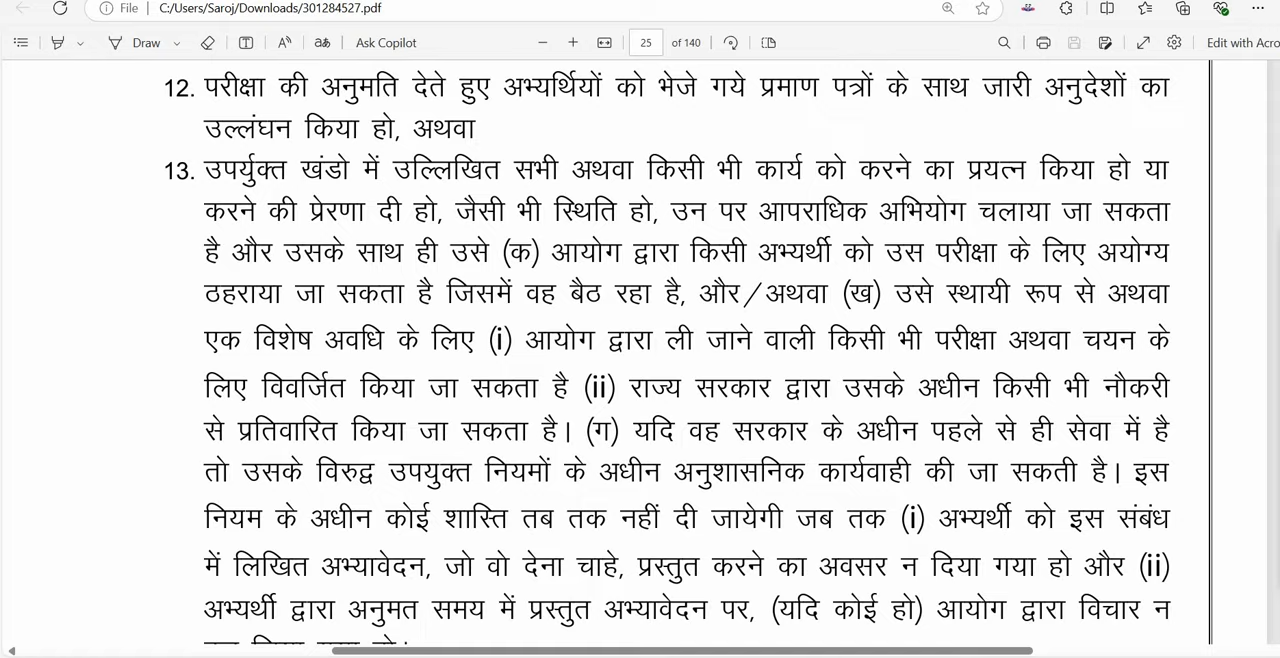 File C:/Users/Saroj/Downloads/301284527.pdf
Draw Ask Copilot 25 of 140 Edit with Acro
12. परीक्षा की अनुमति देते हुए अभ्यर्थियों को भेजे गये प्रमाण पत्रों के साथ जारी अनुदेशों का
उल्लंघन किया हो, अथवा
13. उपर्युक्त खंडो में उल्लिखित सभी अथवा किसी भी कार्य को करने का प्रयत्न किया हो या
करने की प्रेरणा दी हो, जैसी भी स्थिति हो, उन पर आपराधिक अभियोग चलाया जा सकता
है और उसके साथ ही उसे (क) आयोग द्वारा किसी अभ्यर्थी को उस परीक्षा के लिए अयोग्य
ठहराया जा सकता है जिसमें वह बैठ रहा है, और/अथवा (ख) उसे स्थायी रूप से अथवा
एक विशेष अवधि के लिए (i) आयोग द्वारा ली जाने वाली किसी भी परीक्षा अथवा चयन के
लिए विवर्जित किया जा सकता है (ii) राज्य सरकार द्वारा उसके अधीन किसी भी नौकरी
से प्रतिवारित किया जा सकता है। (ग) यदि वह सरकार के अधीन पहले से ही सेवा में है
तो उसके विरुद्व उपयुक्त नियमों के अधीन अनुशासनिक कार्यवाही की जा सकती है। इस
नियम के अधीन कोई शास्ति तब तक नहीं दी जायेगी जब तक (i) अभ्यर्थी को इस संबंध
में लिखित अभ्यावेदन, जो वो देना चाहे, प्रस्तुत करने का अवसर न दिया गया हो और (ii)
अभ्यर्थी द्वारा अनुमत समय में प्रस्तुत अभ्यावेदन पर, (यदि कोई हो) आयोग द्वारा विचार न